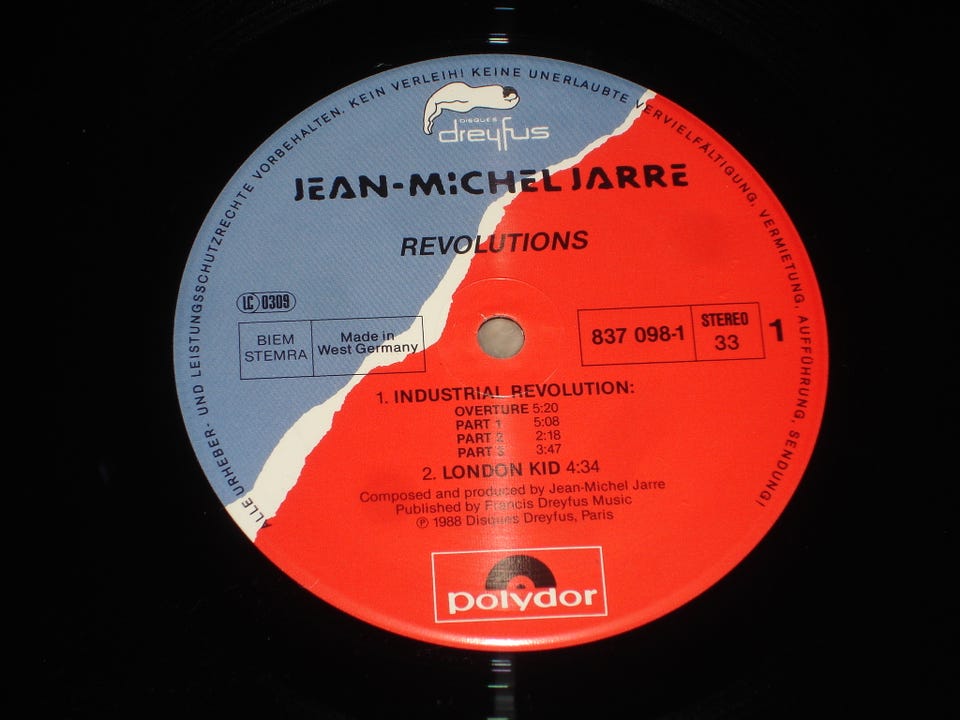 ALLE URHEBER- UND LEISTUNGSSCHUTZRECHTE VORBEHALTEN. KEIN VERLEIH! KEINE UNERLAUBTE VERVIELFÄLTIGUNG, VERMIETUNG, AUFFÜHRUNG, SENDUNG!
DISQUES
dreyfus
JEAN-MICHEL JARRE
REVOLUTIONS
LC 0309
BIEM
STEMRA
Made in
West Germany
837 098-1
STEREO
33
1
1. INDUSTRIAL REVOLUTION:
OVERTURE 5:20
PART 1 5:08
PART 2 2:18
PART 3 3:47
2. LONDON KID 4:34
Composed and produced by Jean-Michel Jarre
Published by Francis Dreyfus Music
℗ 1988 Disques Dreyfus, Paris
polydor